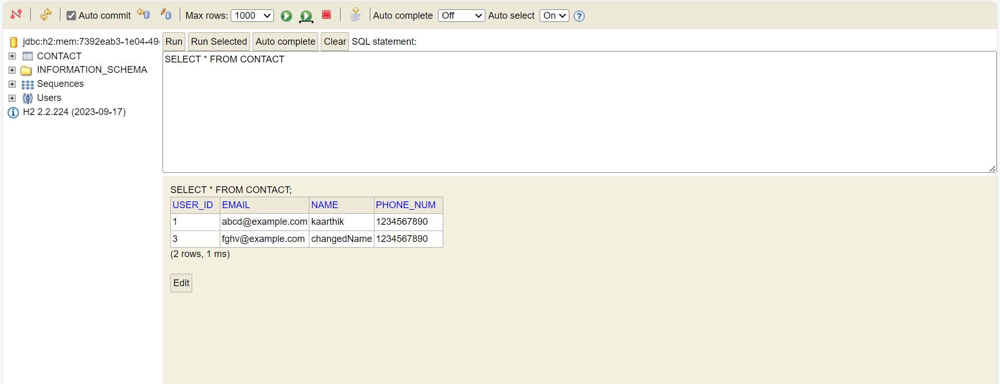 Auto commit Max rows: 1000 Auto complete Off Auto select On ?
jdbc:h2:mem:7392eab3-1e04-49
CONTACT
INFORMATION_SCHEMA
Sequences
Users
H2 2.2.224 (2023-09-17)
Run Run Selected Auto complete Clear SQL statement:
SELECT * FROM CONTACT
SELECT * FROM CONTACT;
USER_ID EMAIL NAME PHONE_NUM
1 abcd@example.com kaarthik 1234567890
3 fghv@example.com changedName 1234567890
(2 rows, 1 ms)
Edit